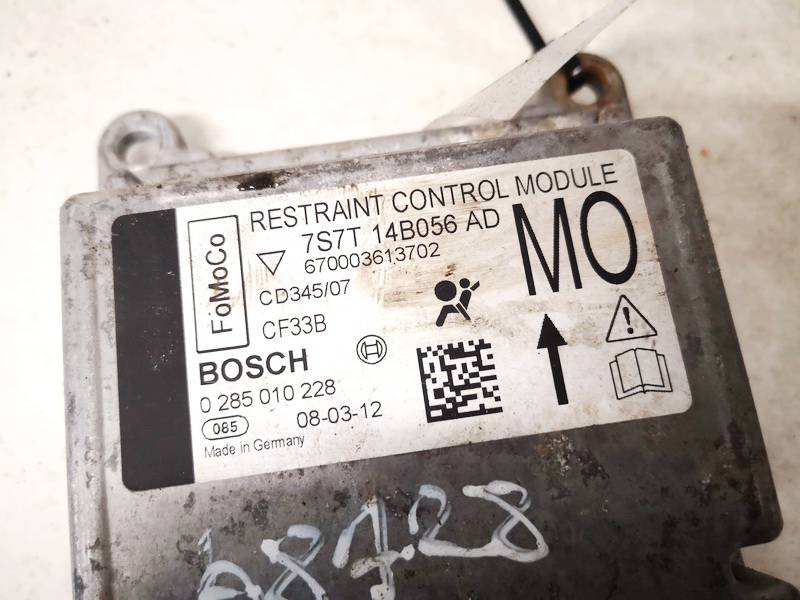 FoMoCo
RESTRAINT CONTROL MODULE
7S7T 14B056 AD
670003613702
MO
CD345/07
CF33B
BOSCH
0 285 010 228
085
08-03-12
Made in Germany